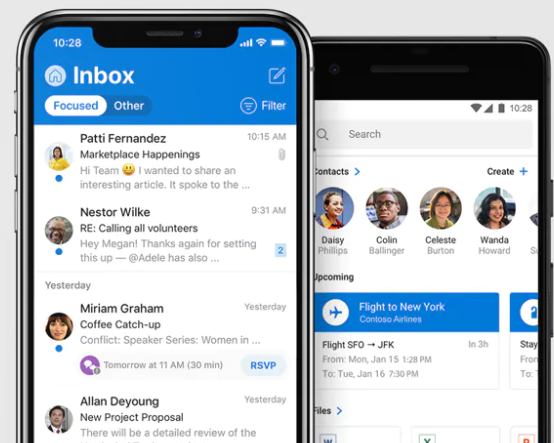 10:28
Inbox
Focused
Other
Filter
Patti Fernandez
10:15 AM
Marketplace Happenings
Hi Team 😃 I wanted to share an
interesting article. It spoke to the ...
Nestor Wilke
9:31 AM
RE: Calling all volunteers
Hey Megan! Thanks again for setting
this up — @Adele has also ...
2
Yesterday
Miriam Graham
Yesterday
Coffee Catch-up
Conflict: Speaker Series: Women in ...
Tomorrow at 11 AM (30 min)
RSVP
Allan Deyoung
Yesterday
New Project Proposal
There will be a detailed review of the
10:28
Search
Contacts
Create +
Daisy
Phillips
Colin
Ballinger
Celeste
Burton
Wanda
Howard
Upcoming
Flight to New York
Contoso Airlines
Flight SFO → JFK
In 3h
From: Mon, Jan 15 1:28 PM
To: Tue, Jan 16 7:30 PM
Stay
Files
W
X
P